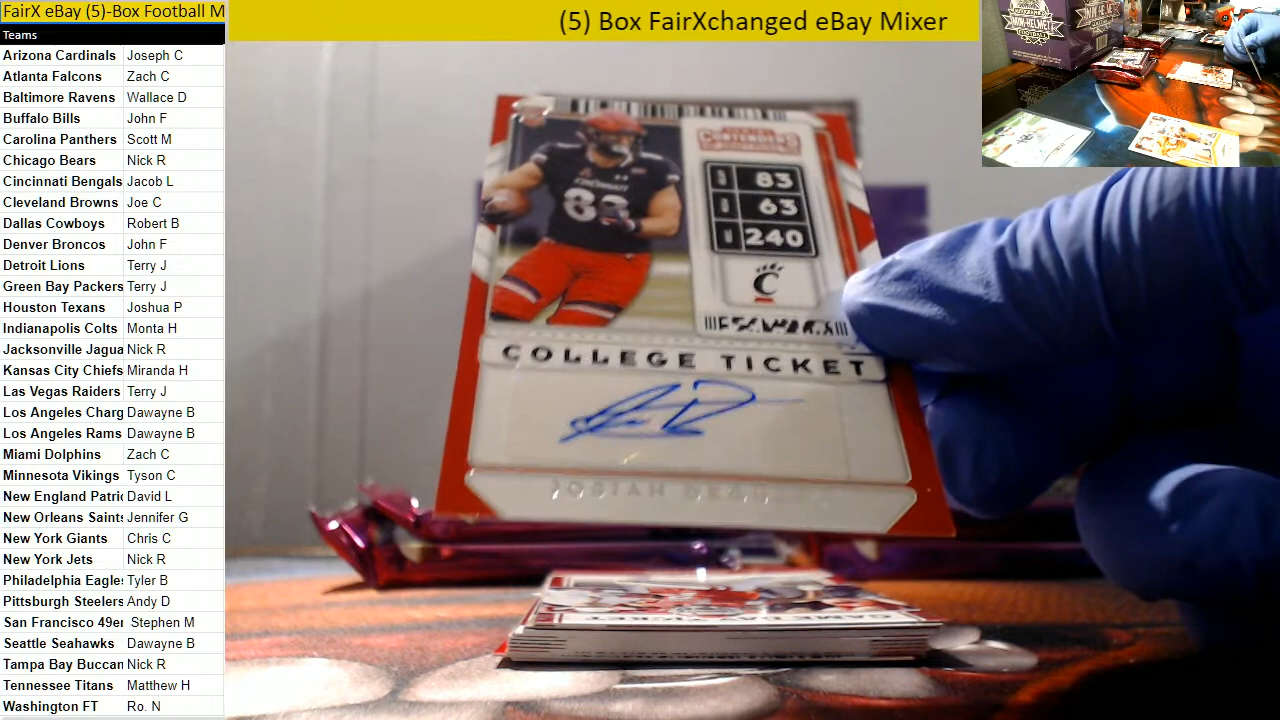 FairX eBay (5)-Box Football M
Teams
Arizona Cardinals Joseph C
Atlanta Falcons Zach C
Baltimore Ravens Wallace D
Buffalo Bills John F
Carolina Panthers Scott M
Chicago Bears Nick R
Cincinnati Bengals Jacob L
Cleveland Browns Joe C
Dallas Cowboys Robert B
Denver Broncos John F
Detroit Lions Terry J
Green Bay Packers Terry J
Houston Texans Joshua P
Indianapolis Colts Monta H
Jacksonville Jagua Nick R
Kansas City Chiefs Miranda H
Las Vegas Raiders Terry J
Los Angeles Charg Dawayne B
Los Angeles Rams Dawayne B
Miami Dolphins Zach C
Minnesota Vikings Tyson C
New England Patri David L
New Orleans Saints Jennifer G
New York Giants Chris C
New York Jets Nick R
Philadelphia Eagle Tyler B
Pittsburgh Steelers Andy D
San Francisco 49e Stephen M
Seattle Seahawks Dawayne B
Tampa Bay Buccan Nick R
Tennessee Titans Matthew H
Washington FT Ro. N
(5) Box FairXchanged eBay Mixer
CONTENDERS
83
63
240
C
CINCINNATI
COLLEGE TICKET
JOSIAH
GAME DAY TICKET